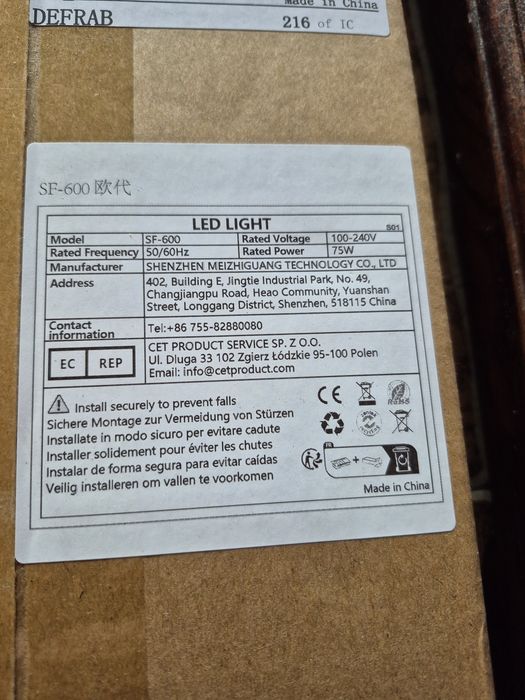 Made in China
DEFRAB
216 of IC
SF-600 欧代
LED LIGHT
S01
Model SF-600 Rated Voltage 100-240V
Rated Frequency 50/60Hz Rated Power 75W
Manufacturer SHENZHEN MEIZHIGUANG TECHNOLOGY CO., LTD
Address 402, Building E, Jingtie Industrial Park, No. 49,
Changjiangpu Road, Heao Community, Yuanshan
Street, Longgang District, Shenzhen, 518115 China
Contact
information
Tel:+86 755-82880080
EC REP
CET PRODUCT SERVICE SP. Z O.O.
Ul. Dluga 33 102 Zgierz Łódzkie 95-100 Polen
Email: info@cetproduct.com
Install securely to prevent falls
Sichere Montage zur Vermeidung von Stürzen
Installate in modo sicuro per evitare cadute
Installer solidement pour éviter les chutes
Instalar de forma segura para evitar caídas
Veilig installeren om vallen te voorkomen
CE
RoHS
FR
Made in China